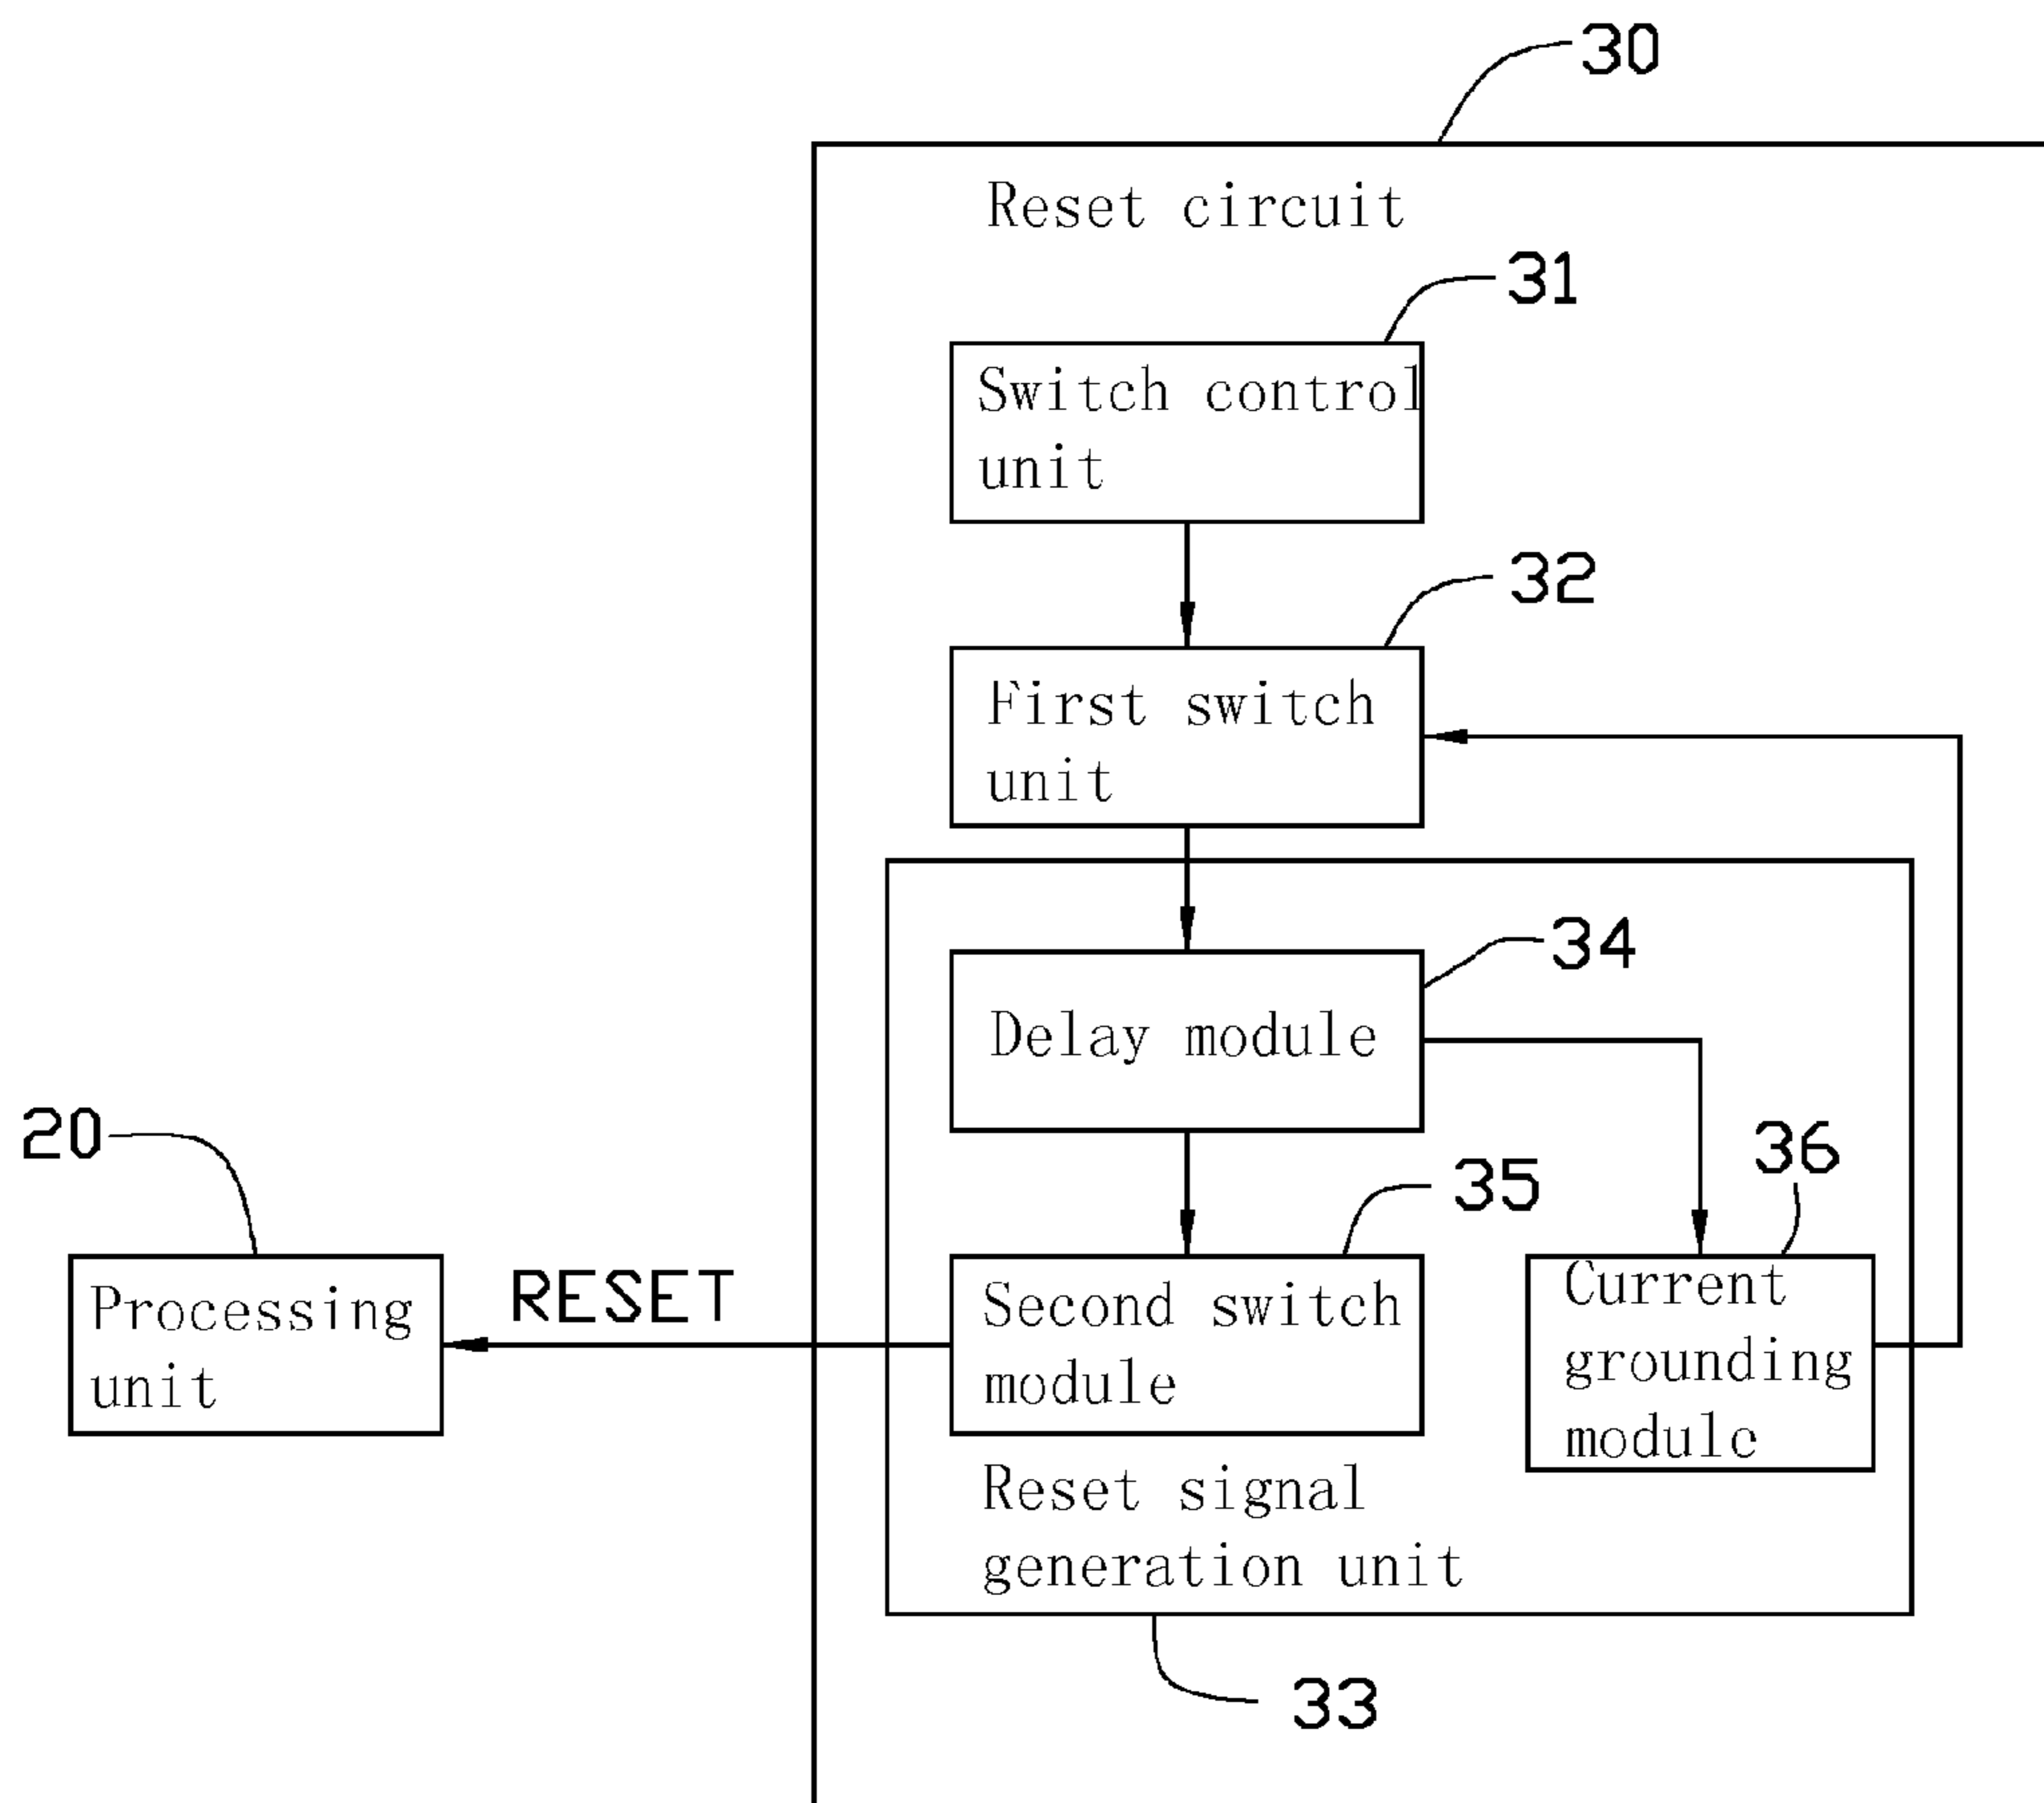 30
Reset circuit
31
Switch control
unit
32
First switch
unit
34
Delay module
20
36
35
Processing
unit
RESET
Second switch
module
Current
grounding
module
Reset signal
generation unit
33